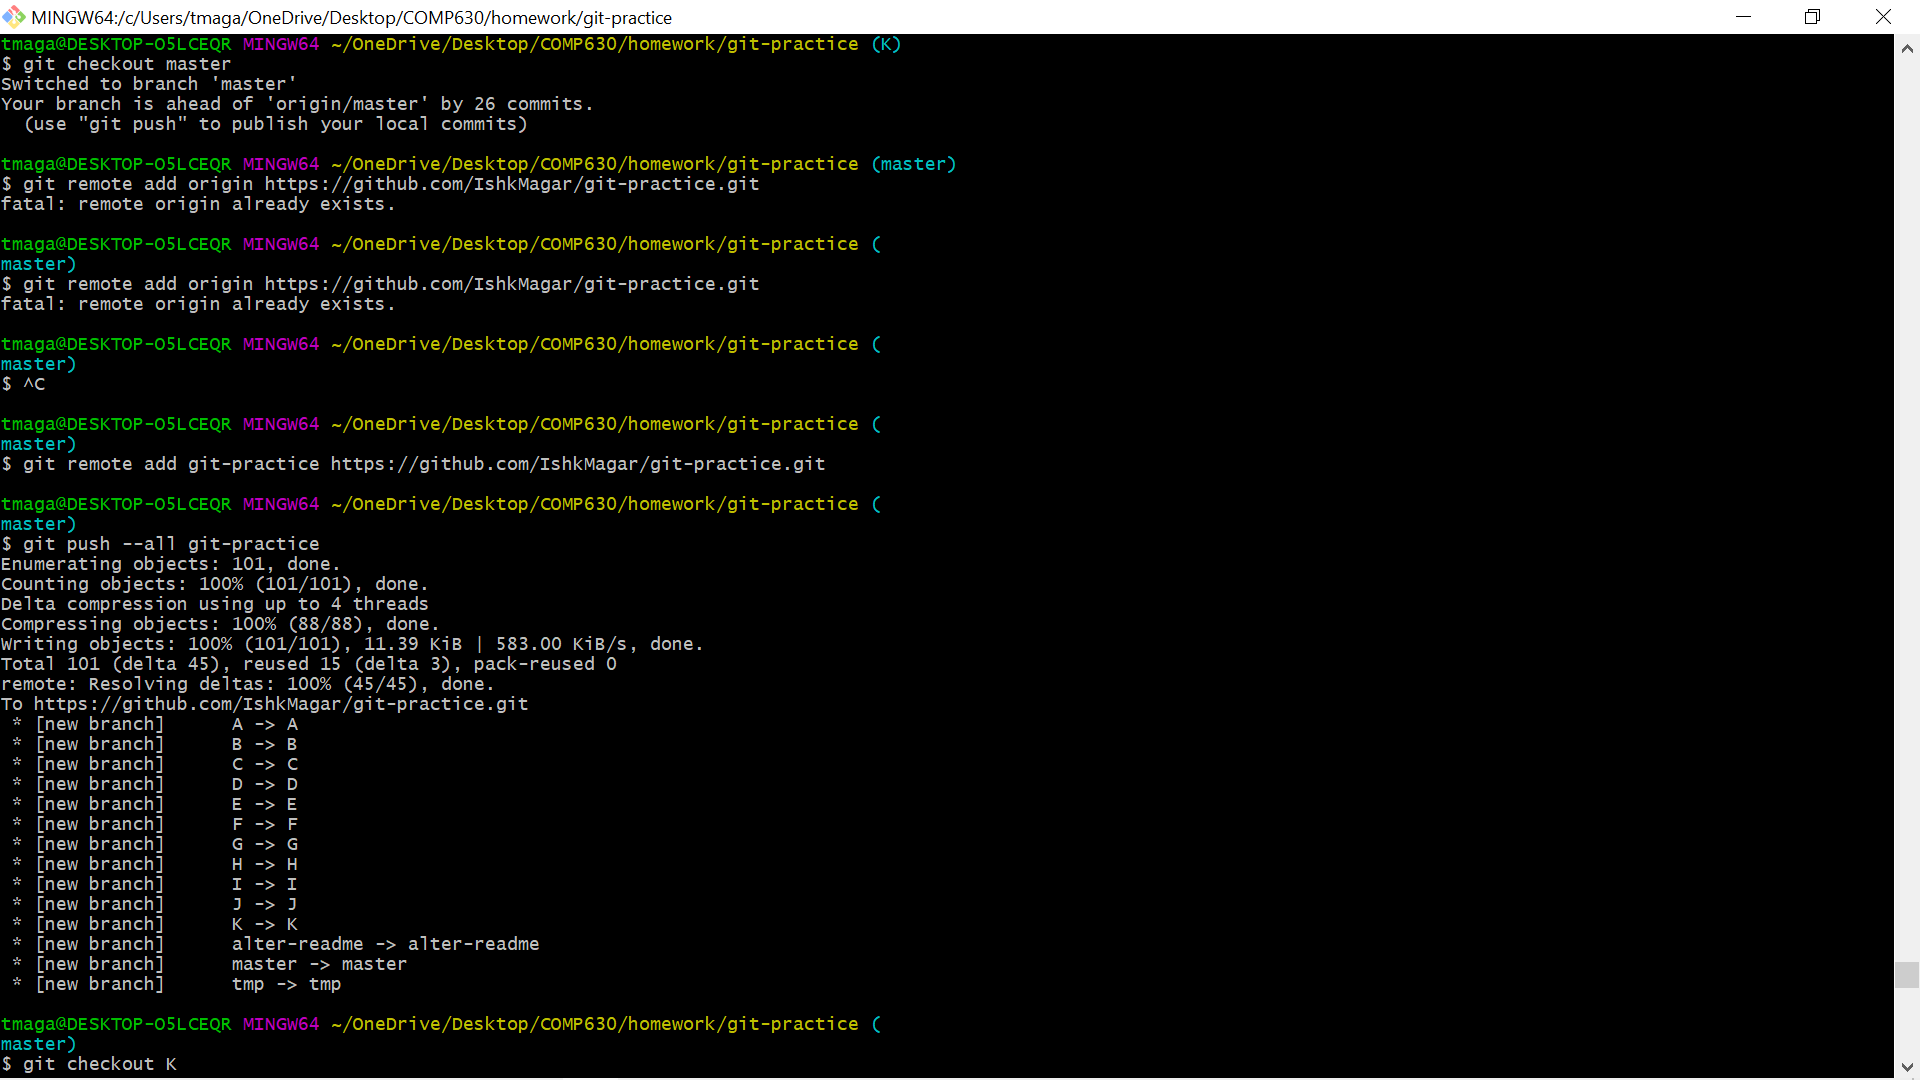 MINGW64:/c/Users/tmaga/OneDrive/Desktop/COMP630/homework/git-practice
tmaga@DESKTOP-O5LCEQR MINGW64 ~/OneDrive/Desktop/COMP630/homework/git-practice (K)
$ git checkout master
Switched to branch 'master'
Your branch is ahead of 'origin/master' by 26 commits.
  (use "git push" to publish your local commits)

tmaga@DESKTOP-O5LCEQR MINGW64 ~/OneDrive/Desktop/COMP630/homework/git-practice (master)
$ git remote add origin https://github.com/IshkMagar/git-practice.git
fatal: remote origin already exists.

tmaga@DESKTOP-O5LCEQR MINGW64 ~/OneDrive/Desktop/COMP630/homework/git-practice (
master)
$ git remote add origin https://github.com/IshkMagar/git-practice.git
fatal: remote origin already exists.

tmaga@DESKTOP-O5LCEQR MINGW64 ~/OneDrive/Desktop/COMP630/homework/git-practice (
master)
$ ^C

tmaga@DESKTOP-O5LCEQR MINGW64 ~/OneDrive/Desktop/COMP630/homework/git-practice (
master)
$ git remote add git-practice https://github.com/IshkMagar/git-practice.git

tmaga@DESKTOP-O5LCEQR MINGW64 ~/OneDrive/Desktop/COMP630/homework/git-practice (
master)
$ git push --all git-practice
Enumerating objects: 101, done.
Counting objects: 100% (101/101), done.
Delta compression using up to 4 threads
Compressing objects: 100% (88/88), done.
Writing objects: 100% (101/101), 11.39 KiB | 583.00 KiB/s, done.
Total 101 (delta 45), reused 15 (delta 3), pack-reused 0
remote: Resolving deltas: 100% (45/45), done.
To https://github.com/IshkMagar/git-practice.git
 * [new branch]      A -> A
 * [new branch]      B -> B
 * [new branch]      C -> C
 * [new branch]      D -> D
 * [new branch]      E -> E
 * [new branch]      F -> F
 * [new branch]      G -> G
 * [new branch]      H -> H
 * [new branch]      I -> I
 * [new branch]      J -> J
 * [new branch]      K -> K
 * [new branch]      alter-readme -> alter-readme
 * [new branch]      master -> master
 * [new branch]      tmp -> tmp

tmaga@DESKTOP-O5LCEQR MINGW64 ~/OneDrive/Desktop/COMP630/homework/git-practice (
master)
$ git checkout K